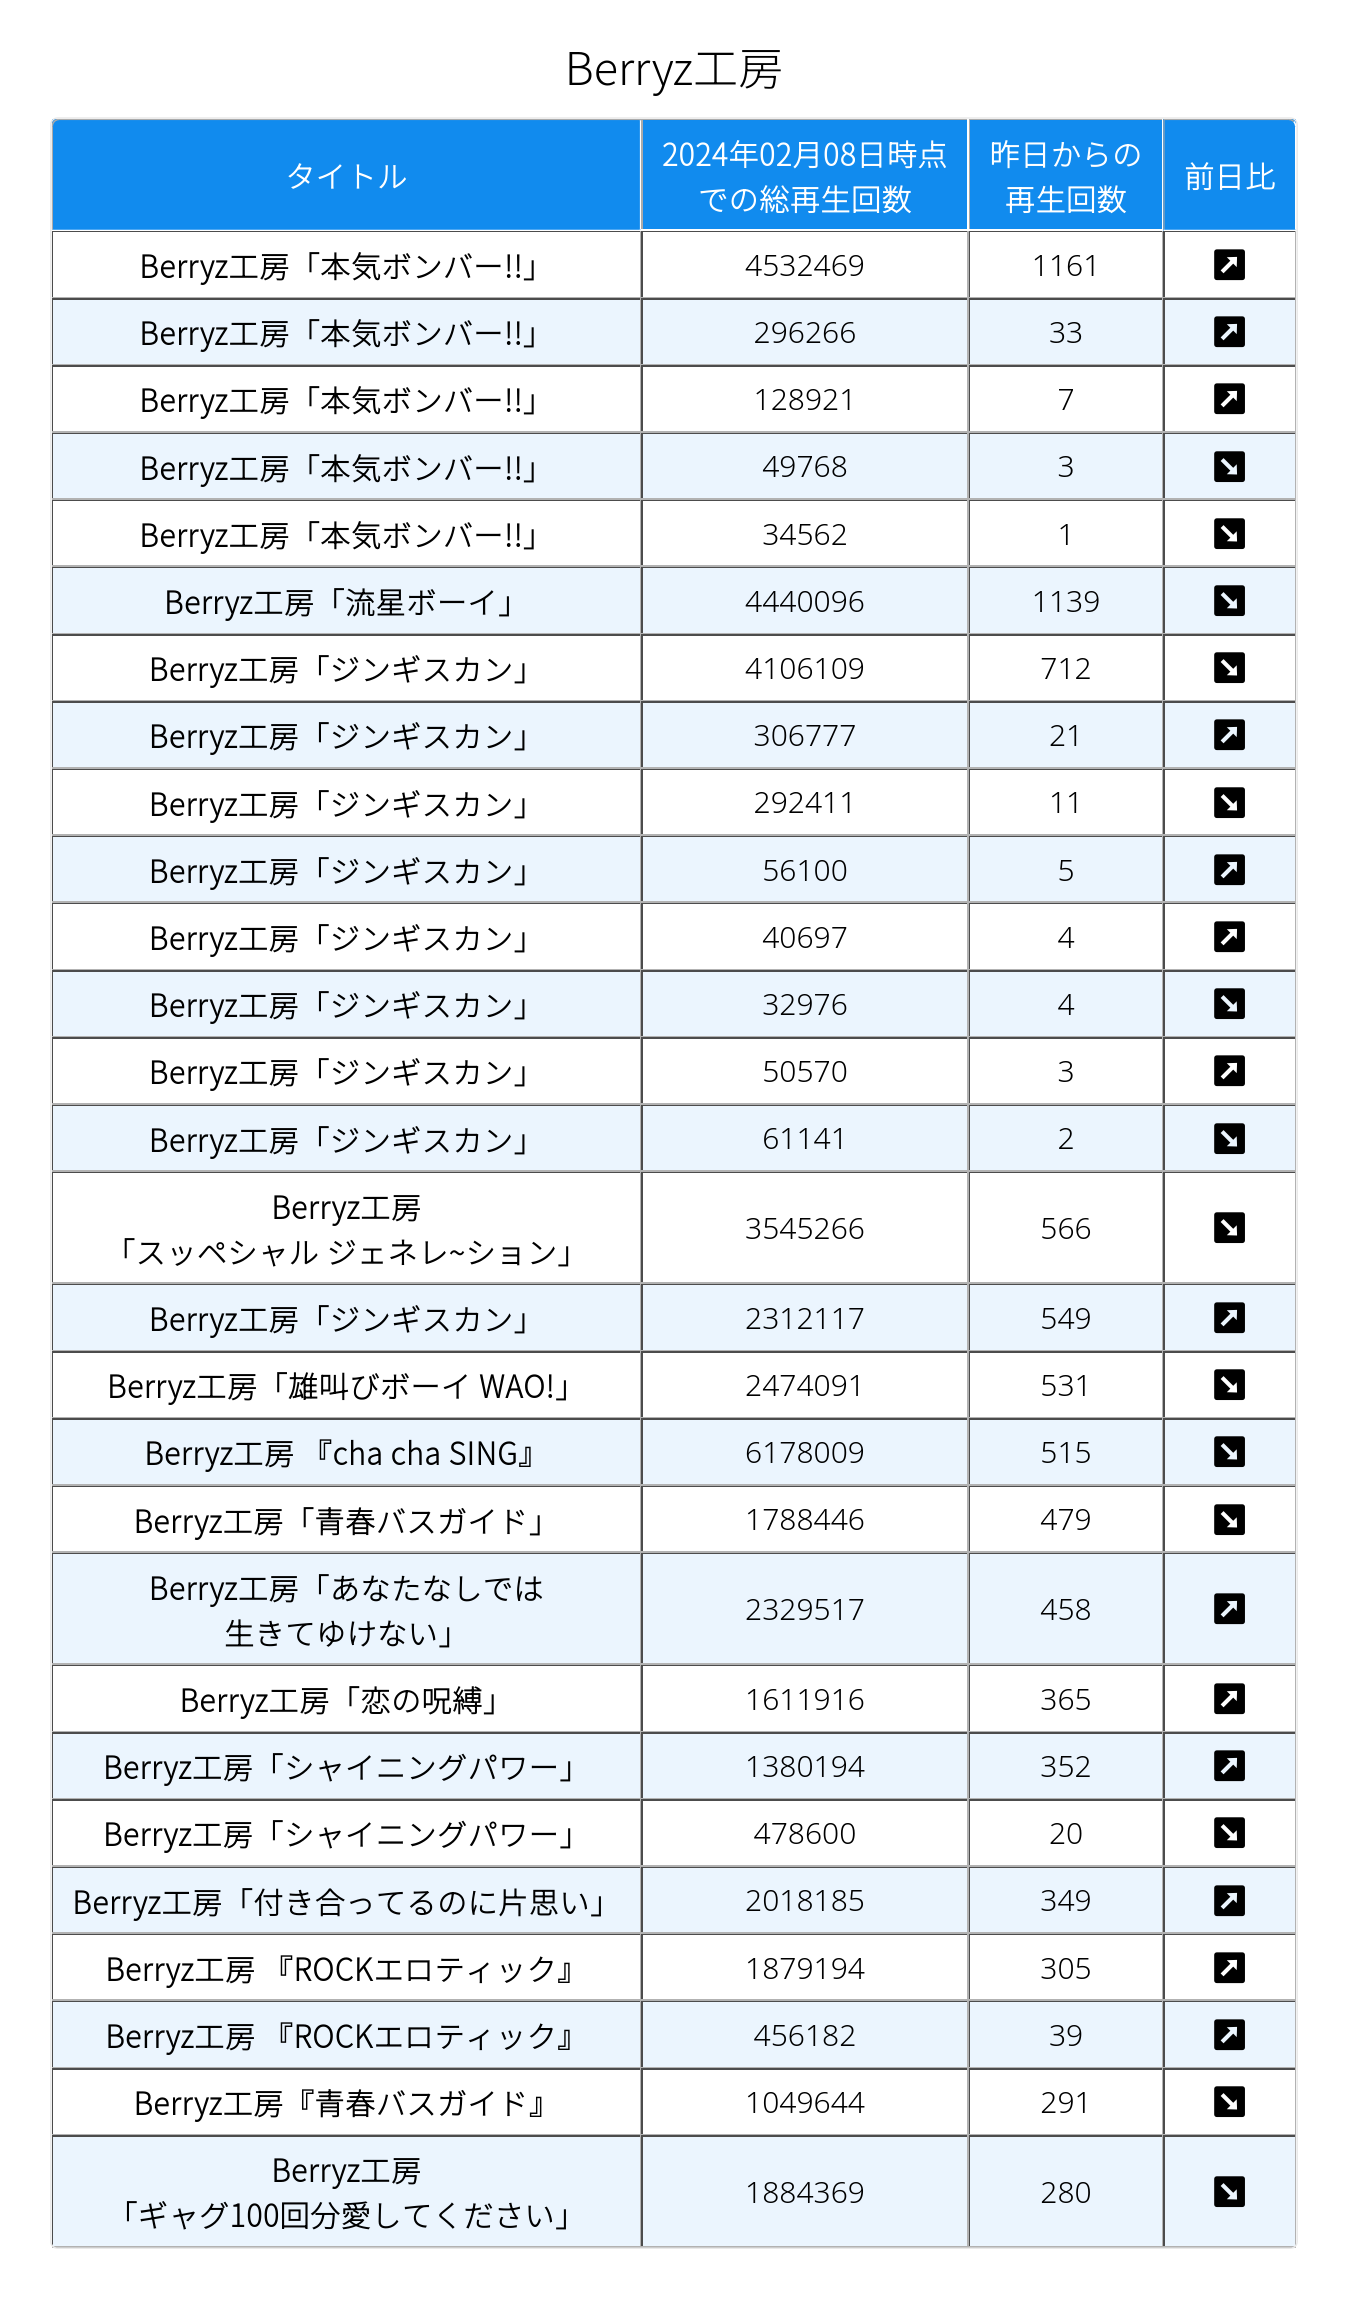 Berryz工房
タイトル
2024年02月08日時点
での総再生回数
昨日からの
再生回数
前日比
Berryz工房「本気ボンバー!!」 4532469 1161 ↗
Berryz工房「本気ボンバー!!」 296266 33 ↗
Berryz工房「本気ボンバー!!」 128921 7 ↗
Berryz工房「本気ボンバー!!」 49768 3 ↘
Berryz工房「本気ボンバー!!」 34562 1 ↘
Berryz工房「流星ボーイ」 4440096 1139 ↘
Berryz工房「ジンギスカン」 4106109 712 ↘
Berryz工房「ジンギスカン」 306777 21 ↗
Berryz工房「ジンギスカン」 292411 11 ↘
Berryz工房「ジンギスカン」 56100 5 ↗
Berryz工房「ジンギスカン」 40697 4 ↗
Berryz工房「ジンギスカン」 32976 4 ↘
Berryz工房「ジンギスカン」 50570 3 ↗
Berryz工房「ジンギスカン」 61141 2 ↘
Berryz工房
「スッペシャル ジェネレ~ション」 3545266 566 ↘
Berryz工房「ジンギスカン」 2312117 549 ↗
Berryz工房「雄叫びボーイ WAO!」 2474091 531 ↘
Berryz工房 『cha cha SING』 6178009 515 ↘
Berryz工房「青春バスガイド」 1788446 479 ↘
Berryz工房「あなたなしでは
生きてゆけない」 2329517 458 ↗
Berryz工房「恋の呪縛」 1611916 365 ↗
Berryz工房「シャイニングパワー」 1380194 352 ↗
Berryz工房「シャイニングパワー」 478600 20 ↘
Berryz工房「付き合ってるのに片思い」 2018185 349 ↗
Berryz工房 『ROCKエロティック』 1879194 305 ↗
Berryz工房 『ROCKエロティック』 456182 39 ↗
Berryz工房『青春バスガイド』 1049644 291 ↘
Berryz工房
「ギャグ100回分愛してください」 1884369 280 ↘